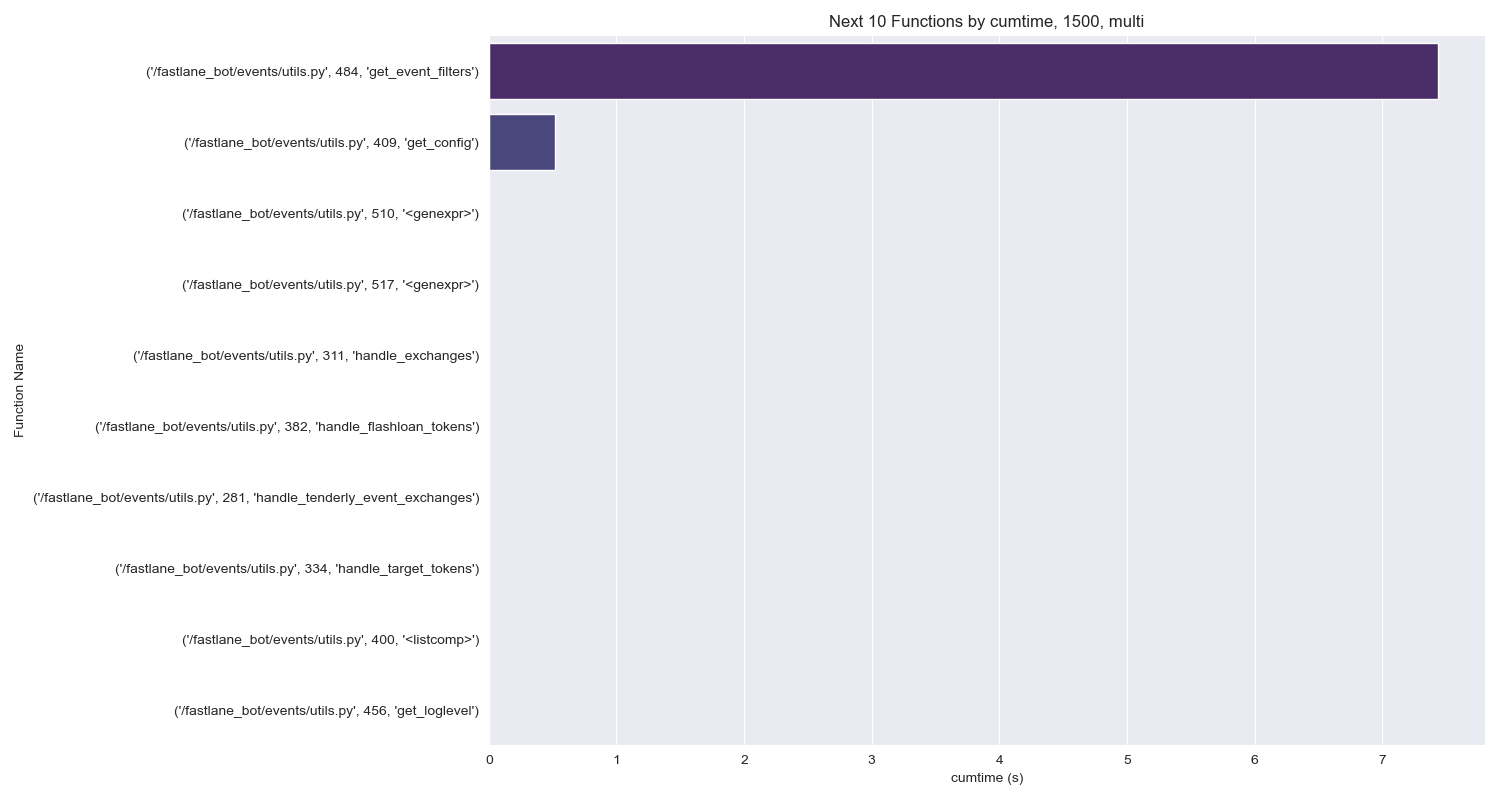 Next 10 Functions by cumtime, 1500, multi
Function Name
('/fastlane_bot/events/utils.py', 484, 'get_event_filters')
('/fastlane_bot/events/utils.py', 409, 'get_config')
('/fastlane_bot/events/utils.py', 510, '<genexpr>')
('/fastlane_bot/events/utils.py', 517, '<genexpr>')
('/fastlane_bot/events/utils.py', 311, 'handle_exchanges')
('/fastlane_bot/events/utils.py', 382, 'handle_flashloan_tokens')
('/fastlane_bot/events/utils.py', 281, 'handle_tenderly_event_exchanges')
('/fastlane_bot/events/utils.py', 334, 'handle_target_tokens')
('/fastlane_bot/events/utils.py', 400, '<listcomp>')
('/fastlane_bot/events/utils.py', 456, 'get_loglevel')
0 1 2 3 4 5 6 7
cumtime (s)